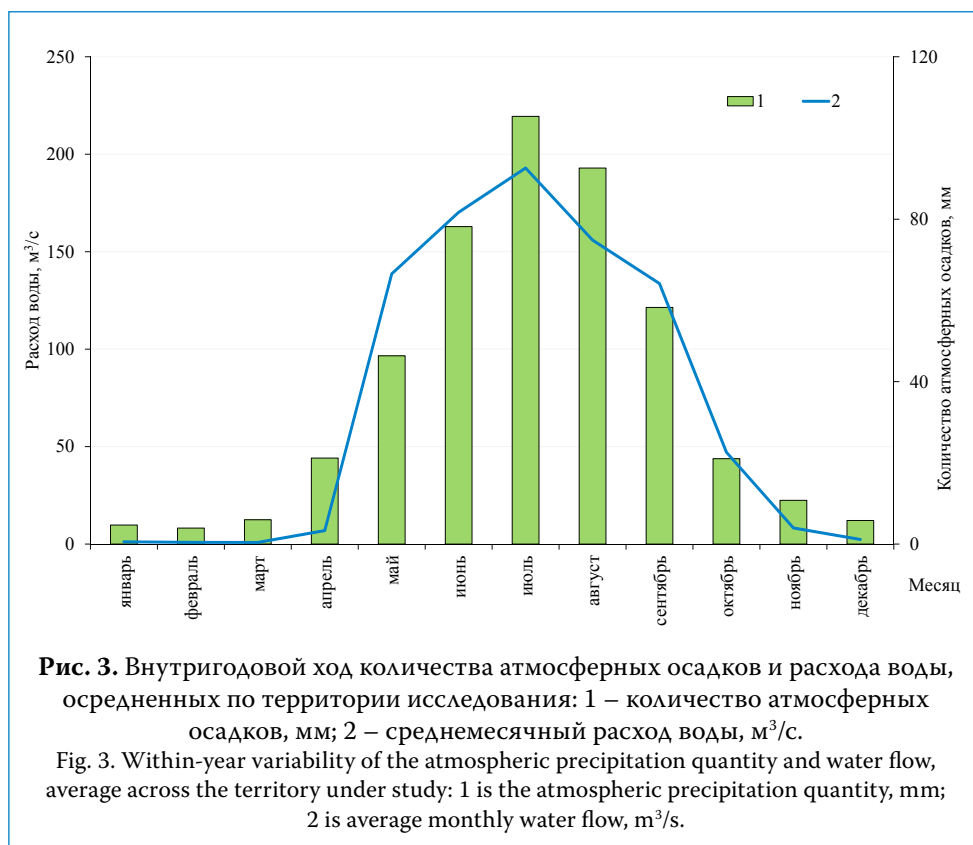 250
200
150
100
50
0
Расход воды, м³/с
120
80
40
0
Количество атмосферных осадков, мм
1
2
январь
февраль
март
апрель
май
июнь
июль
август
сентябрь
октябрь
ноябрь
декабрь
Месяц
Рис. 3. Внутригодовой ход количества атмосферных осадков и расхода воды,
осредненных по территории исследования: 1 – количество атмосферных
осадков, мм; 2 – среднемесячный расход воды, м³/с.
Fig. 3. Within-year variability of the atmospheric precipitation quantity and water flow,
average across the territory under study: 1 is the atmospheric precipitation quantity, mm;
2 is average monthly water flow, m³/s.